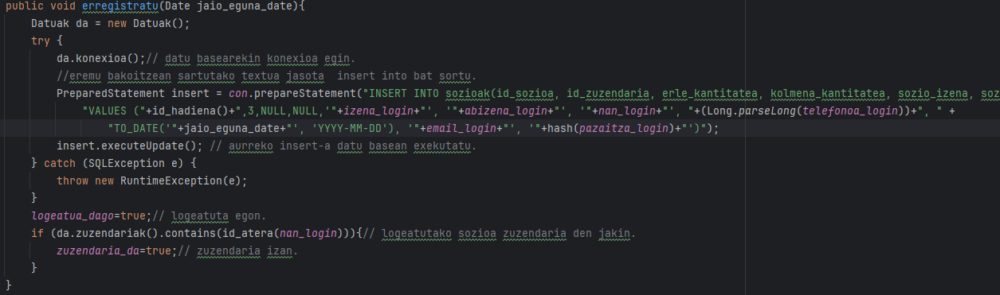 public void erregistratu(Date jaio_eguna_date){
Datuak da = new Datuak();
try {
da.konexioa();// datu basearekin konexioa egin.
//eremu bakoitzean sartutako textua jasota  insert into bat sortu.
PreparedStatement insert = con.prepareStatement("INSERT INTO sozioak(id_sozioa, id_zuzendaria, erle_kantitatea, kolmena_kantitatea, sozio_izena, soz
"VALUES ("+id_hadiena()+",3,NULL,NULL,'"+izena_login+"', '"+abizena_login+"', '"+nan_login+"', "+(Long.parseLong(telefonoa_login))+", " +
"TO_DATE('"+jaio_eguna_date+"', 'YYYY-MM-DD'), '"+email_login+"', '"+hash(pazaitza_login)+"')");
insert.executeUpdate(); // aurreko insert-a datu basean exekutatu.
} catch (SQLException e) {
throw new RuntimeException(e);
}
logeatua_dago=true;// logeatuta egon.
if (da.zuzendariak().contains(id_atera(nan_login))){// logeatutako sozioa zuzendaria den jakin.
zuzendaria_da=true;// zuzendaria izan.
}
}